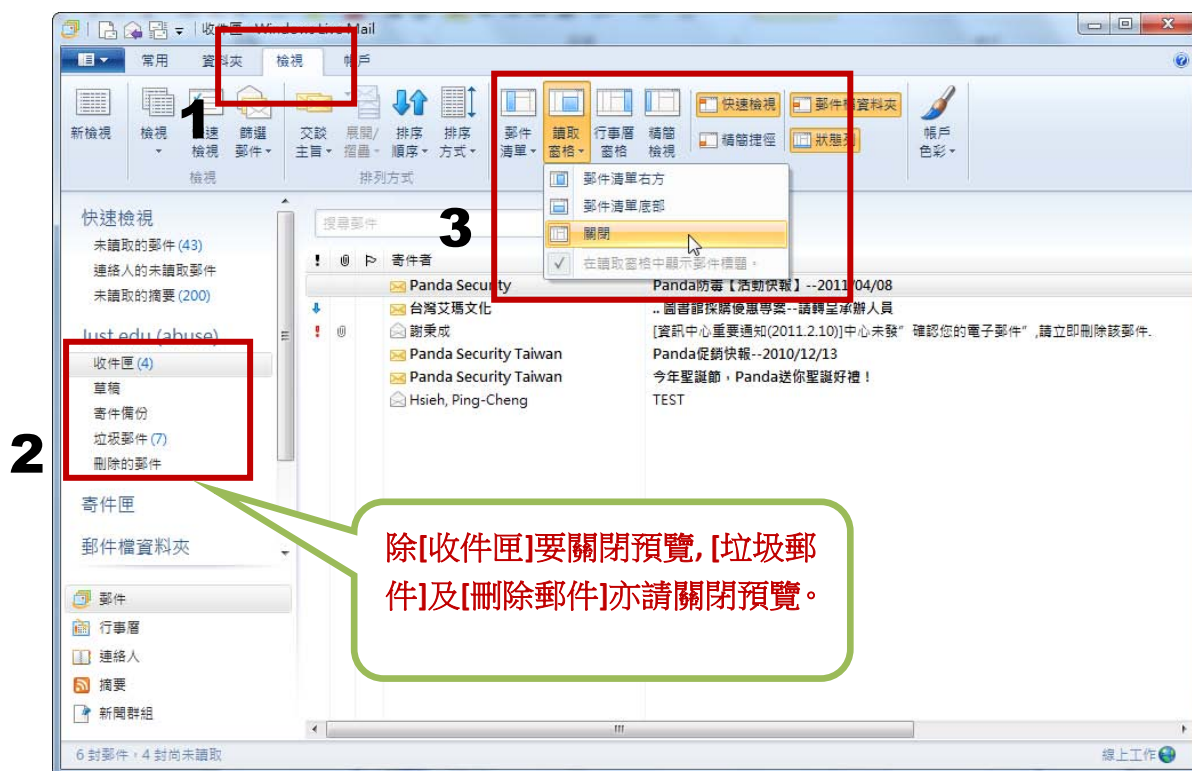 收件匣 - Windows Live Mail
常用 資料夾 檢視 帳戶
1
新檢視 檢視 快速檢視 篩選郵件
交談主旨 展開/摺疊 排序順序 排序方式
郵件清單 讀取窗格 行事曆窗格 精簡檢視
快速檢視 郵件檔資料夾
精簡捷徑 狀態列
帳戶色彩
檢視 排列方式
郵件清單右方
郵件清單底部
關閉
在讀取窗格中顯示郵件標題。
3
快速檢視
未讀取的郵件 (43)
連絡人的未讀取郵件
未讀取的摘要 (200)
Just edu (abuse)
收件匣 (4)
草稿
寄件備份
垃圾郵件 (7)
刪除的郵件
2
寄件匣
郵件檔資料夾
郵件
行事曆
連絡人
摘要
新聞群組
搜尋郵件
寄件者
Panda Security Panda防毒【活動快報】--2011/04/08
台灣艾瑪文化 .. 圖書館採購優惠專案--請轉呈承辦人員
謝秉成 [資訊中心重要通知(2011.2.10)]中心未發”確認您的電子郵件”,請立即刪除該郵件.
Panda Security Taiwan Panda促銷快報--2010/12/13
Panda Security Taiwan 今年聖誕節，Panda送你聖誕好禮！
Hsieh, Ping-Cheng TEST
除[收件匣]要關閉預覽, [垃圾郵
件]及[刪除郵件]亦請關閉預覽。
6 封郵件，4 封尚未讀取
線上工作